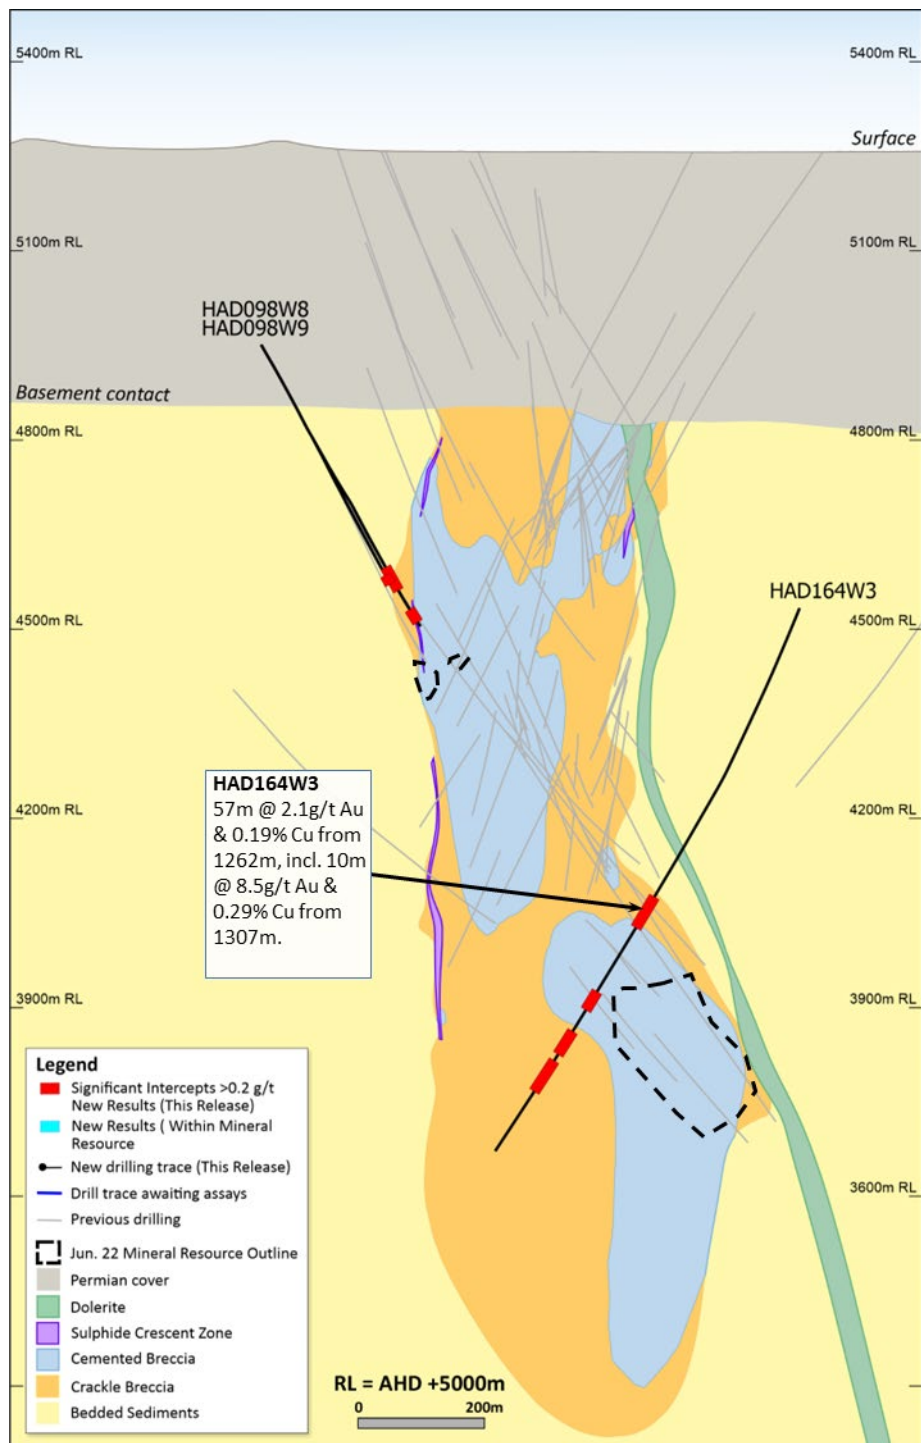 5400m RL
5400m RL
Surface
5100m RL
5100m RL
HAD098W8
HAD098W9
Basement contact
4800m RL
4800m RL
HAD164W3
4500m RL
4500m RL
HAD164W3
57m @ 2.1g/t Au
& 0.19% Cu from
1262m, incl. 10m
@ 8.5g/t Au &
0.29% Cu from
1307m.
4200m RL
4200m RL
3900m RL
3900m RL
Legend
Significant Intercepts >0.2 g/t
New Results (This Release)
New Results ( Within Mineral
Resource
New drilling trace (This Release)
Drill trace awaiting assays
Previous drilling
Jun. 22 Mineral Resource Outline
Permian cover
Dolerite
Sulphide Crescent Zone
Cemented Breccia
Crackle Breccia
Bedded Sediments
3600m RL
RL = AHD +5000m
0
200m